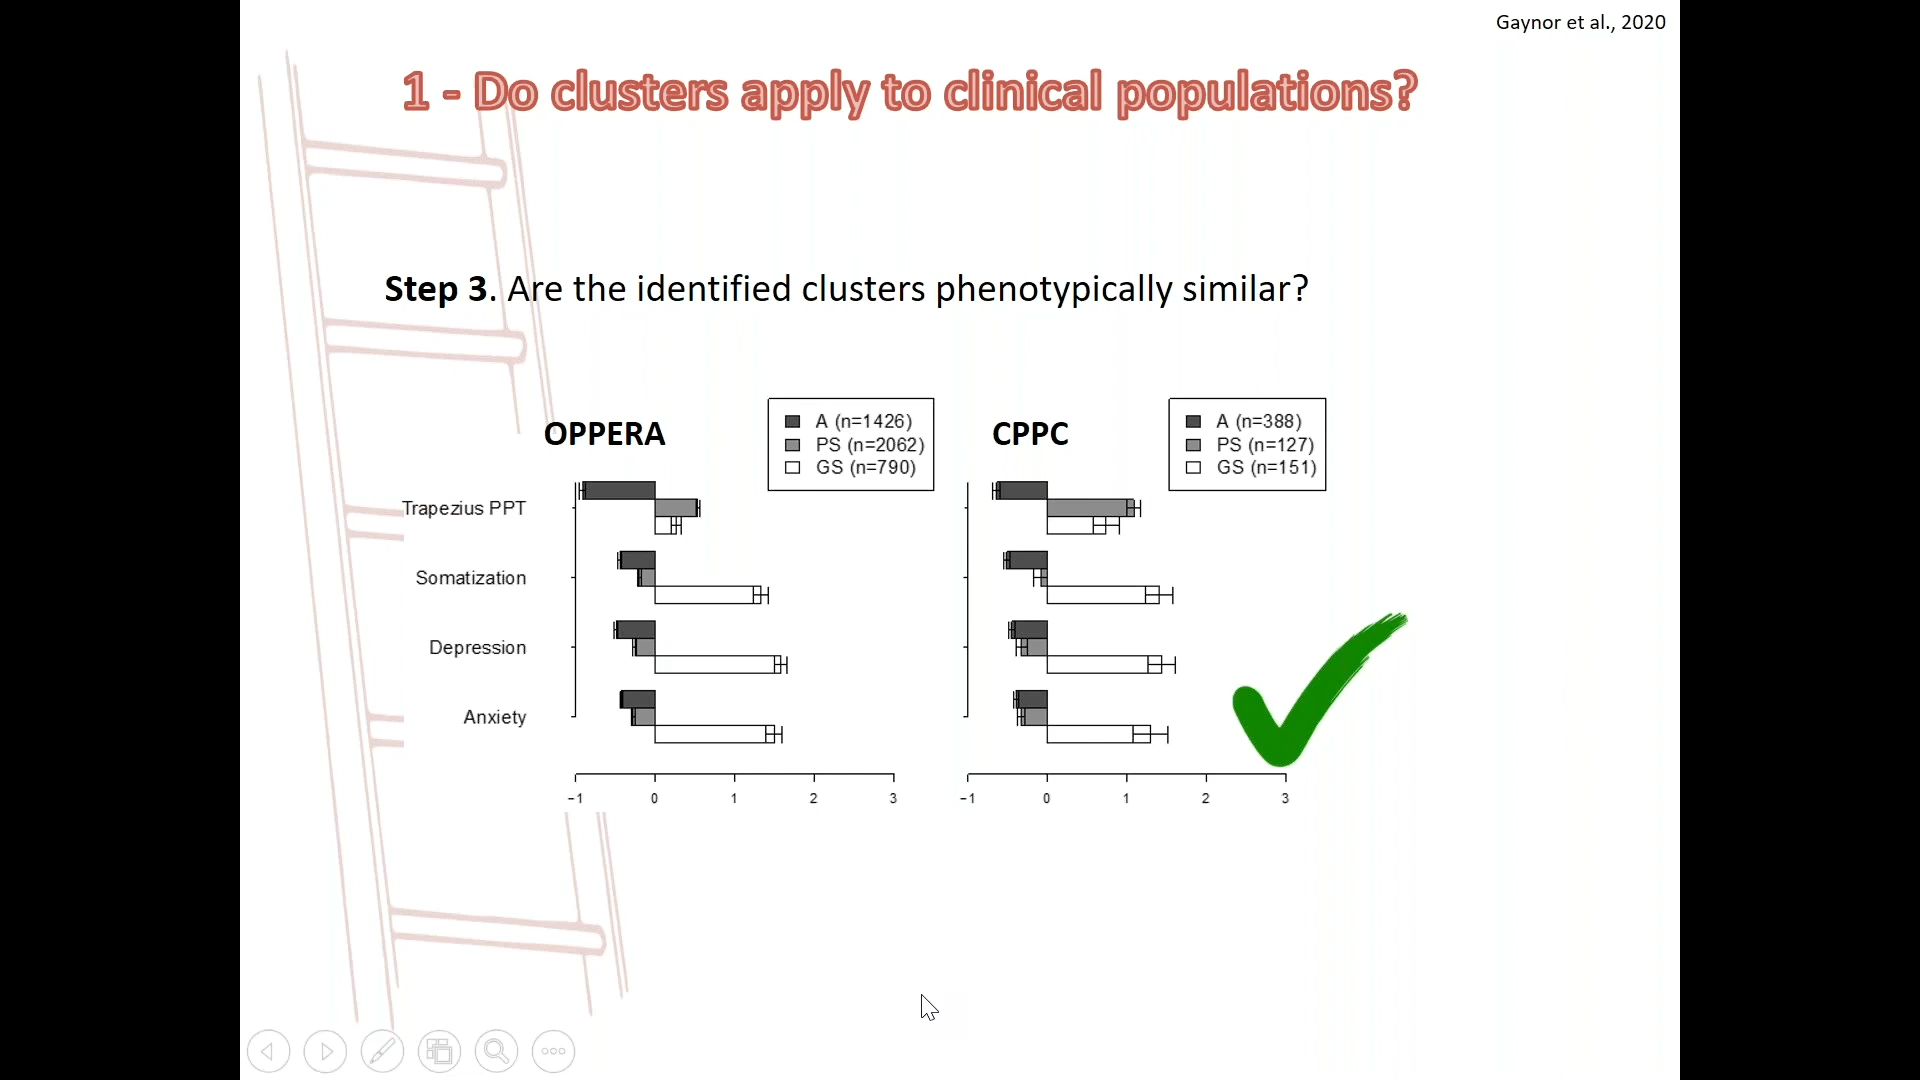 Gaynor et al., 2020
1 - Do clusters apply to clinical populations?
Step 3. Are the identified clusters phenotypically similar?
OPPERA
A (n=1426)
PS (n=2062)
GS (n=790)
CPPC
A (n=388)
PS (n=127)
GS (n=151)
Trapezius PPT
Somatization
Depression
Anxiety
−1 0 1 2 3
−1 0 1 2 3